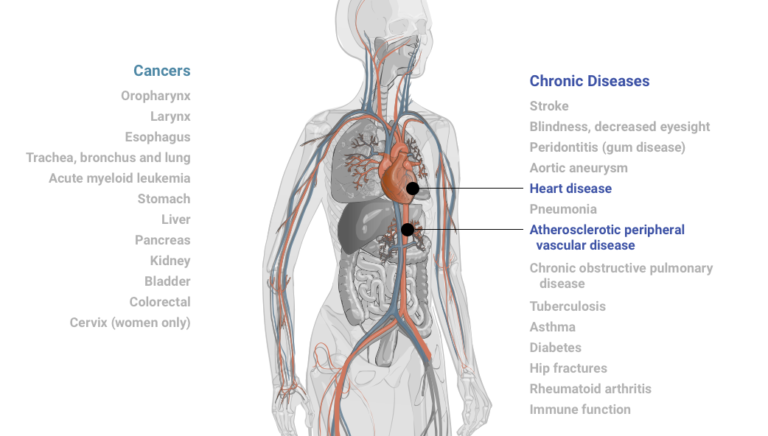 Cancers
Oropharynx
Larynx
Esophagus
Trachea, bronchus and lung
Acute myeloid leukemia
Stomach
Liver
Pancreas
Kidney
Bladder
Colorectal
Cervix (women only)
Chronic Diseases
Stroke
Blindness, decreased eyesight
Peridontitis (gum disease)
Aortic aneurysm
Heart disease
Pneumonia
Atherosclerotic peripheral
vascular disease
Chronic obstructive pulmonary
disease
Tuberculosis
Asthma
Diabetes
Hip fractures
Rheumatoid arthritis
Immune function